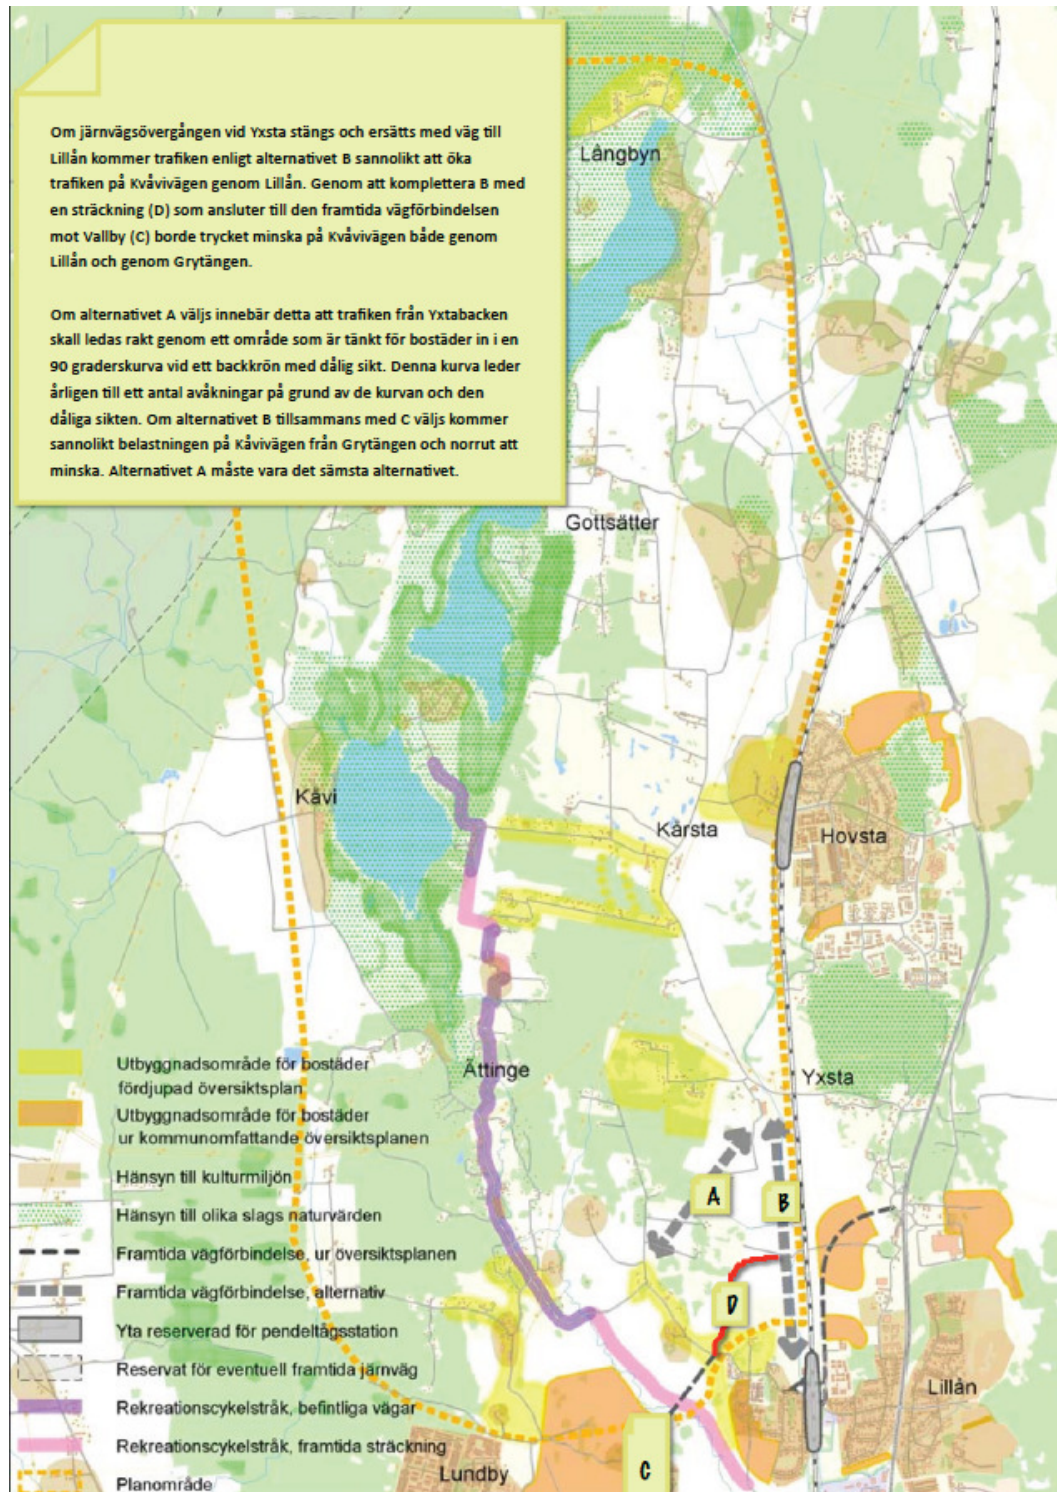 Om järnvägsövergången vid Yxsta stängs och ersätts med väg till
Lillån kommer trafiken enligt alternativet B sannolikt att öka
trafiken på Kvåvivägen genom Lillån. Genom att komplettera B med
en sträckning (D) som ansluter till den framtida vägförbindelsen
mot Vallby (C) borde trycket minska på Kvåvivägen både genom
Lillån och genom Grytängen.
Om alternativet A väljs innebär detta att trafiken från Yxtabacken
skall ledas rakt genom ett område som är tänkt för bostäder in i en
90 graderskurva vid ett backkrön med dålig sikt. Denna kurva leder
årligen till ett antal avåkningar på grund av de kurvan och den
dåliga sikten. Om alternativet B tillsammans med C väljs kommer
sannolikt belastningen på Kåvivägen från Grytängen och norrut att
minska. Alternativet A måste vara det sämsta alternativet.
Långbyn
Gottsätter
Kåvi
Kärsta
Hovsta
Ättinge
Yxsta
A
B
D
Lillån
C
Lundby
Utbyggnadsområde för bostäder
fördjupad översiktsplan
Utbyggnadsområde för bostäder
ur kommunomfattande översiktsplanen
Hänsyn till kulturmiljön
Hänsyn till olika slags naturvärden
Framtida vägförbindelse, ur översiktsplanen
Framtida vägförbindelse, alternativ
Yta reserverad för pendeltågsstation
Reservat för eventuell framtida järnväg
Rekreationscykelstråk, befintliga vägar
Rekreationscykelstråk, framtida sträckning
Planområde